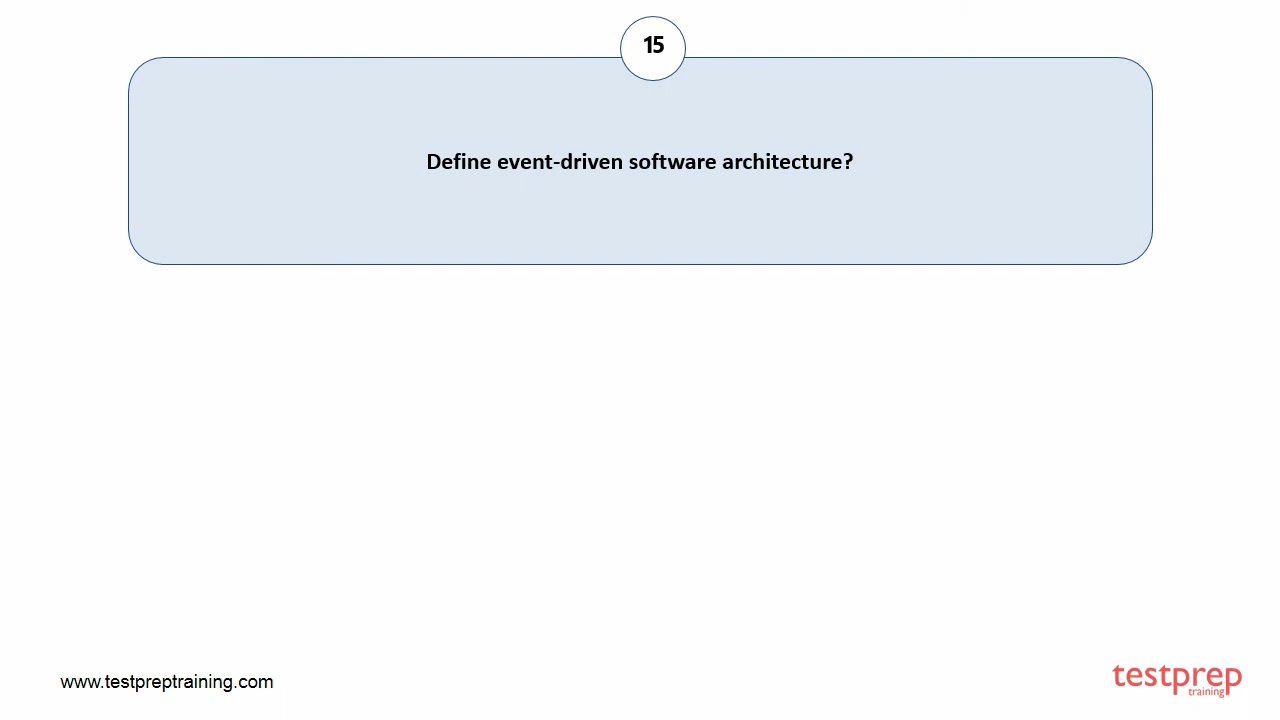 15
Define event-driven software architecture?
www.testpreptraining.com
testprep
training